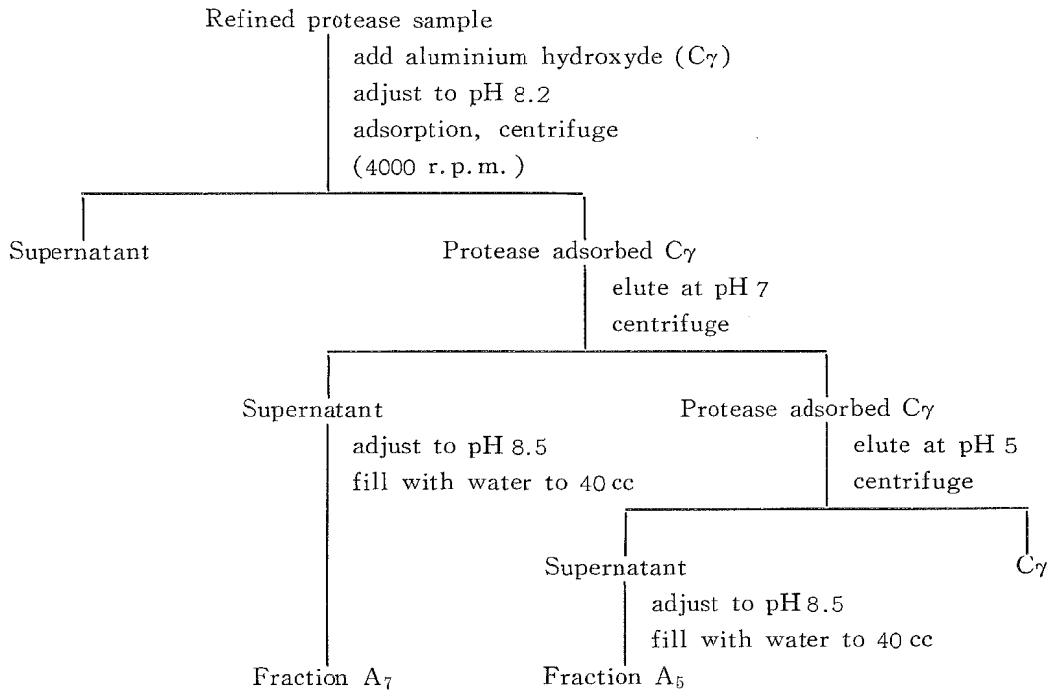 Refined protease sample
add aluminium hydroxyde (Cγ)
adjust to pH 8.2
adsorption, centrifuge
(4000 r.p.m.)
Supernatant
Protease adsorbed Cγ
elute at pH 7
centrifuge
Supernatant
adjust to pH 8.5
fill with water to 40 cc
Protease adsorbed Cγ
elute at pH 5
centrifuge
Supernatant
adjust to pH 8.5
fill with water to 40 cc
Cγ
Fraction A₇
Fraction A₅